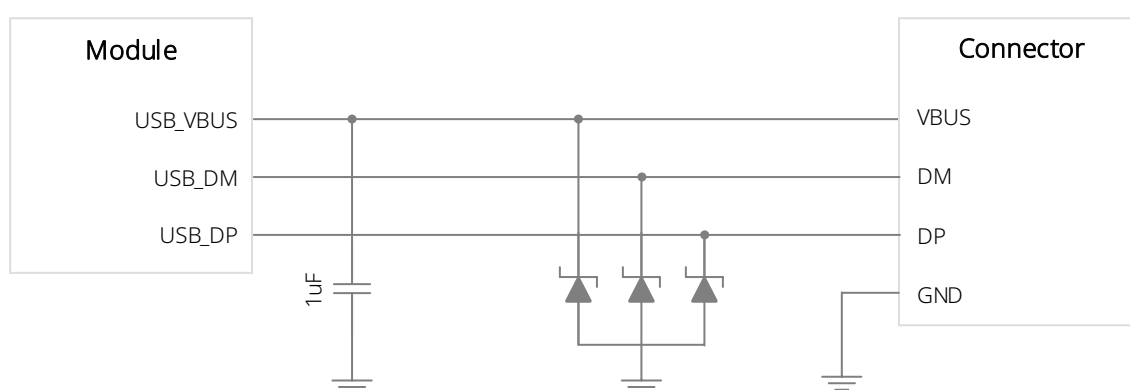 Module
Connector
USB_VBUS
VBUS
USB_DM
DM
USB_DP
DP
1uF
GND